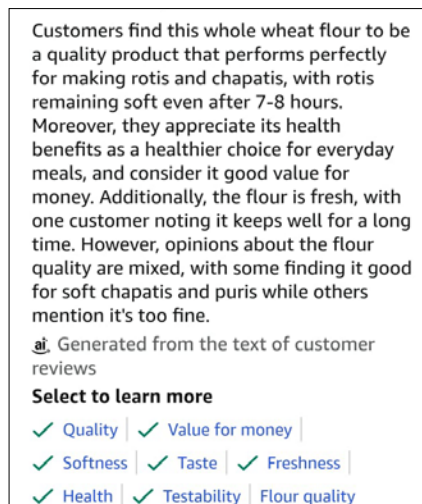 Customers find this whole wheat flour to be
a quality product that performs perfectly
for making rotis and chapatis, with rotis
remaining soft even after 7-8 hours.
Moreover, they appreciate its health
benefits as a healthier choice for everyday
meals, and consider it good value for
money. Additionally, the flour is fresh, with
one customer noting it keeps well for a long
time. However, opinions about the flour
quality are mixed, with some finding it good
for soft chapatis and puris while others
mention it's too fine.
ai Generated from the text of customer
reviews
Select to learn more
Quality | Value for money |
Softness | Taste | Freshness |
Health | Testability | Flour quality